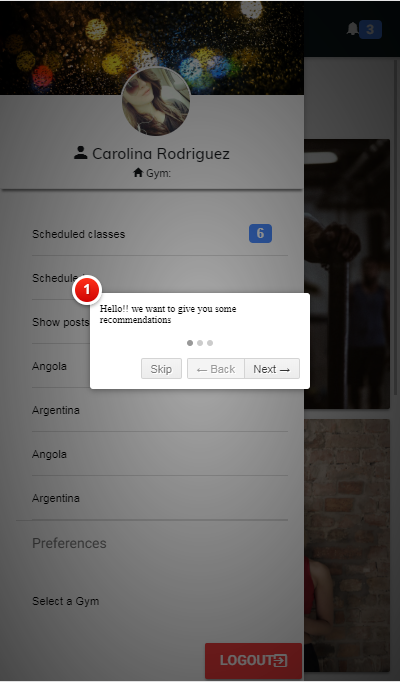 3
Carolina Rodriguez
Gym:
Scheduled classes
6
Schedule
1
Hello!! we want to give you some
recommendations
Skip
← Back
Next →
Show posts
Angola
Argentina
Angola
Argentina
Preferences
Select a Gym
LOGOUT